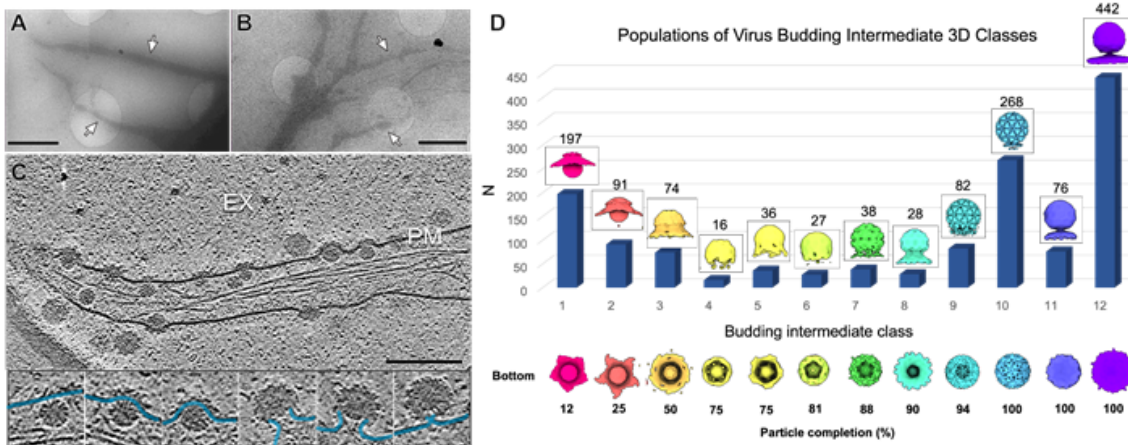 A
B
C
EX
PM
D
Populations of Virus Budding Intermediate 3D Classes
442
268
197
91
74
16
36
27
38
28
82
76
N
450
400
350
300
250
200
150
100
50
0
1 2 3 4 5 6 7 8 9 10 11 12
Budding intermediate class
Bottom
12 25 50 75 75 81 88 90 94 100 100 100
Particle completion (%)